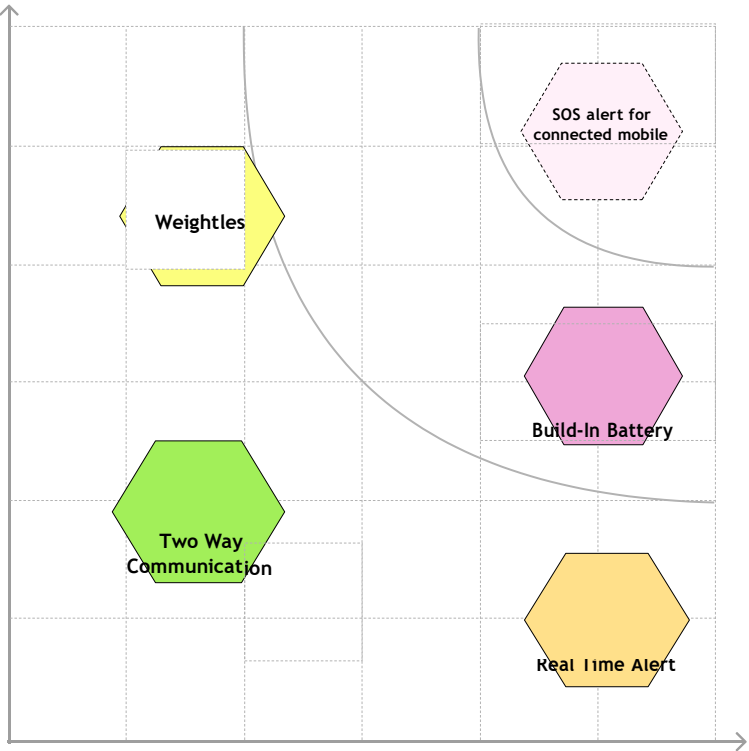 SOS alert for
connected mobile
Weightles
Build-In Battery
Two Way
Communication
Real Time Alert